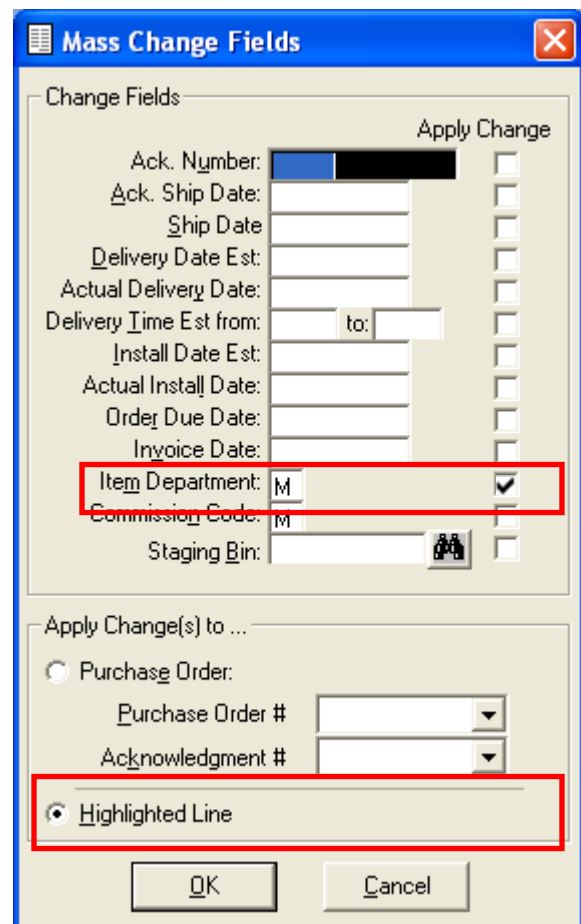 Mass Change Fields
Change Fields
Apply Change
Ack. Number:
Ack. Ship Date:
Ship Date
Delivery Date Est:
Actual Delivery Date:
Delivery Time Est from: to:
Install Date Est:
Actual Install Date:
Order Due Date:
Invoice Date:
Item Department: M
Commission Code: M
Staging Bin:
Apply Change(s) to ...
Purchase Order:
Purchase Order #
Acknowledgment #
Highlighted Line
OK Cancel